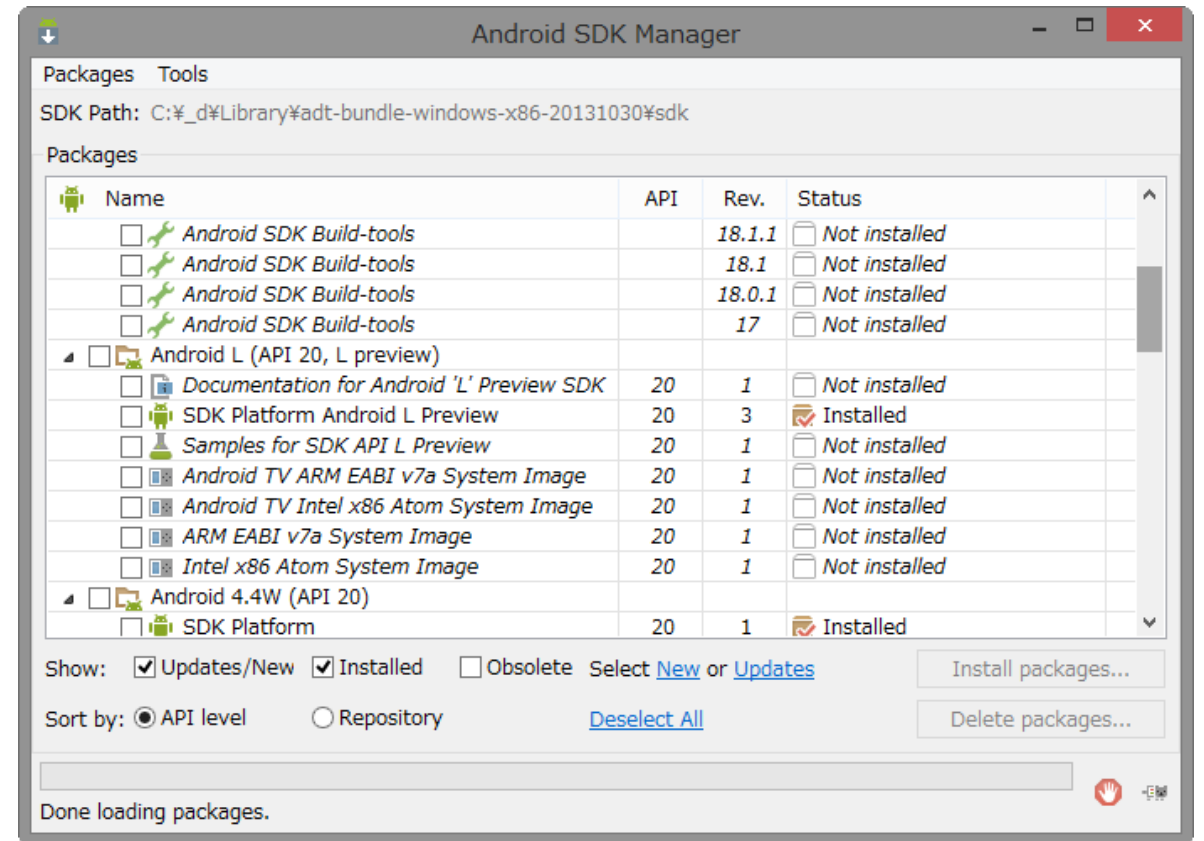 Android SDK Manager
Packages Tools
SDK Path: C:¥_d¥Library¥adt-bundle-windows-x86-20131030¥sdk
Packages
Name API Rev. Status
Android SDK Build-tools 18.1.1 Not installed
Android SDK Build-tools 18.1 Not installed
Android SDK Build-tools 18.0.1 Not installed
Android SDK Build-tools 17 Not installed
Android L (API 20, L preview)
Documentation for Android 'L' Preview SDK 20 1 Not installed
SDK Platform Android L Preview 20 3 Installed
Samples for SDK API L Preview 20 1 Not installed
Android TV ARM EABI v7a System Image 20 1 Not installed
Android TV Intel x86 Atom System Image 20 1 Not installed
ARM EABI v7a System Image 20 1 Not installed
Intel x86 Atom System Image 20 1 Not installed
Android 4.4W (API 20)
SDK Platform 20 1 Installed
Show: Updates/New Installed Obsolete Select New or Updates Install packages...
Sort by: API level Repository Deselect All Delete packages...
Done loading packages.